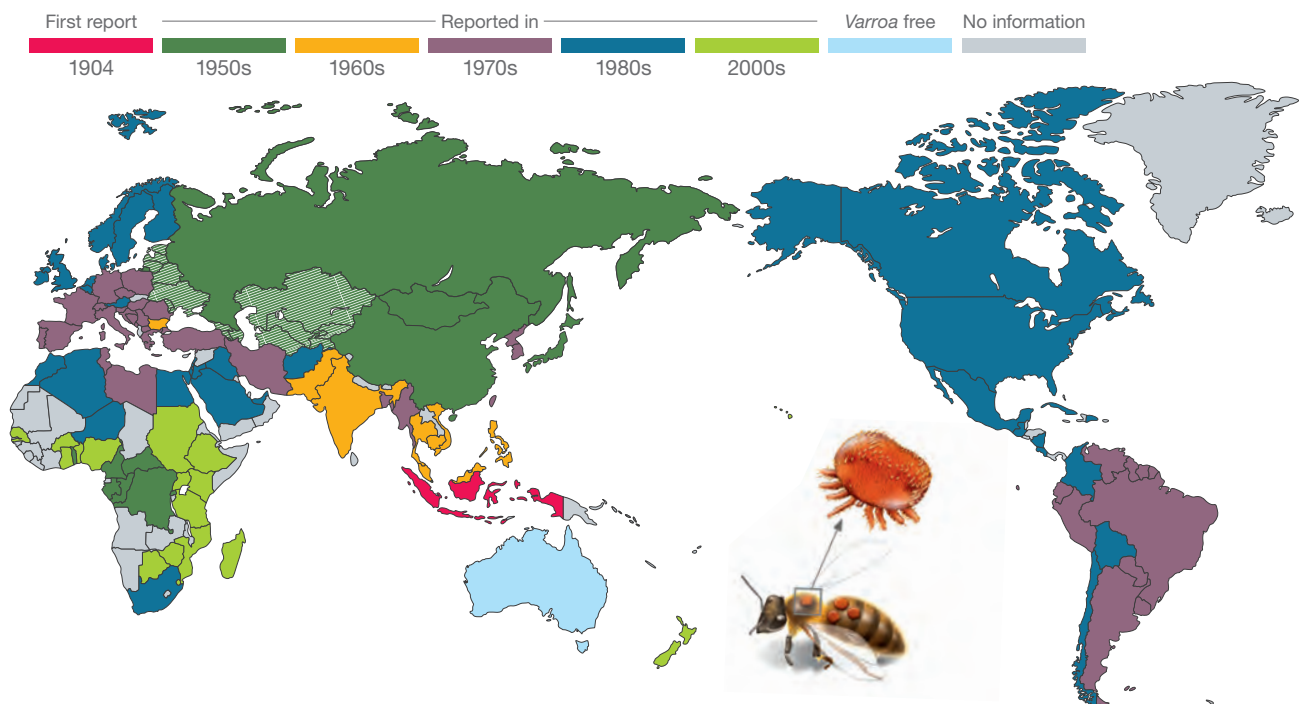 First report
Reported in
Varroa free
No information
1904
1950s
1960s
1970s
1980s
2000s